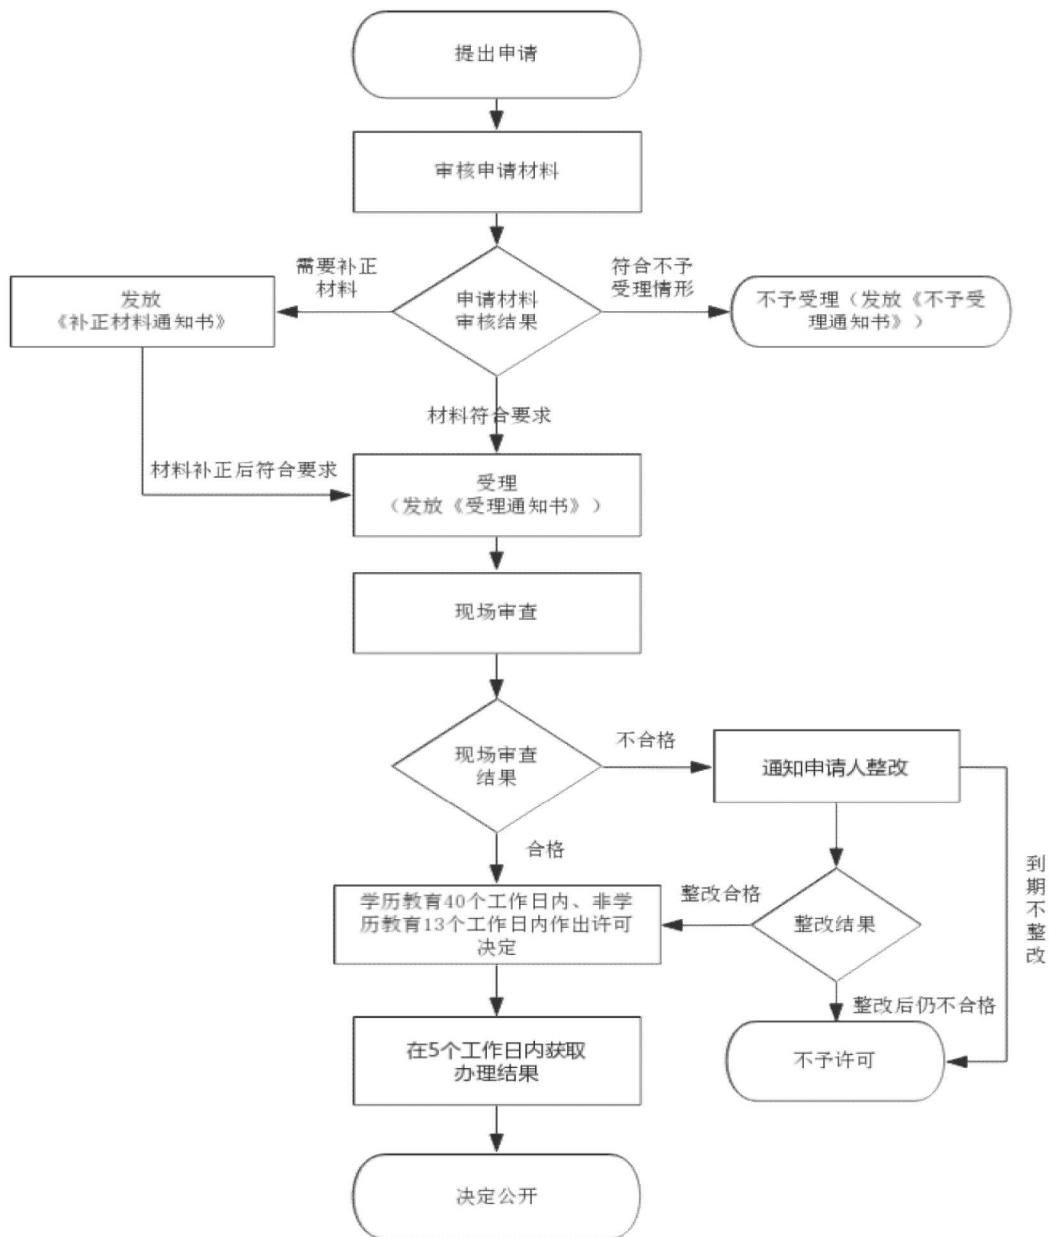 提出申请
审核申请材料
需要补正
材料
符合不予
受理情形
发放
《补正材料通知书》
申请材料
审核结果
不予受理（发放《不予受
理通知书》）
材料符合要求
材料补正后符合要求
受理
（发放《受理通知书》）
现场审查
不合格
现场审查
结果
通知申请人整改
合格
到
期
不
整
改
学历教育40个工作日内、非学
历教育13个工作日内作出许可
决定
整改合格
整改结果
整改后仍不合格
在5个工作日内获取
办理结果
不予许可
决定公开